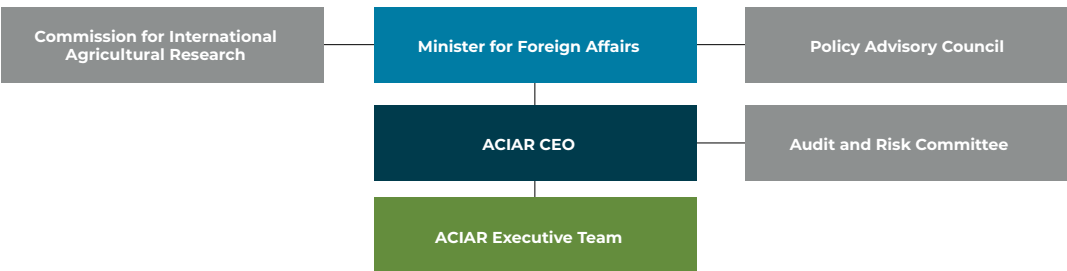 Commission for International
Agricultural Research
Minister for Foreign Affairs
Policy Advisory Council
ACIAR CEO
Audit and Risk Committee
ACIAR Executive Team